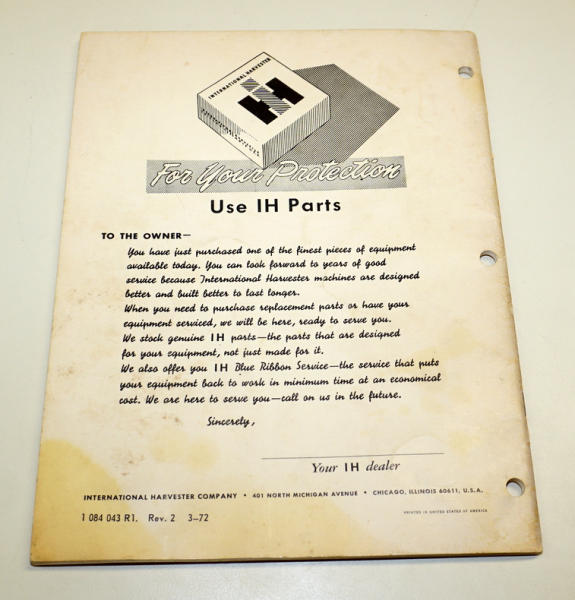 INTERNATIONAL HARVESTER
IH
For Your Protection
Use IH Parts
TO THE OWNER—
You have just purchased one of the finest pieces of equipment
available today. You can look forward to years of good
service because International Harvester machines are designed
better and built better to last longer.
When you need to purchase replacement parts or have your
equipment serviced, we will be here, ready to serve you.
We stock genuine IH parts—the parts that are designed
for your equipment, not just made for it.
We also offer you IH Blue Ribbon Service—the service that puts
your equipment back to work in minimum time at an economical
cost. We are here to serve you—call on us in the future.
Sincerely,
Your IH dealer
INTERNATIONAL HARVESTER COMPANY • 401 NORTH MICHIGAN AVENUE • CHICAGO, ILLINOIS 60611, U.S.A.
1 084 043 R1. Rev. 2 3-72
PRINTED IN UNITED STATES OF AMERICA